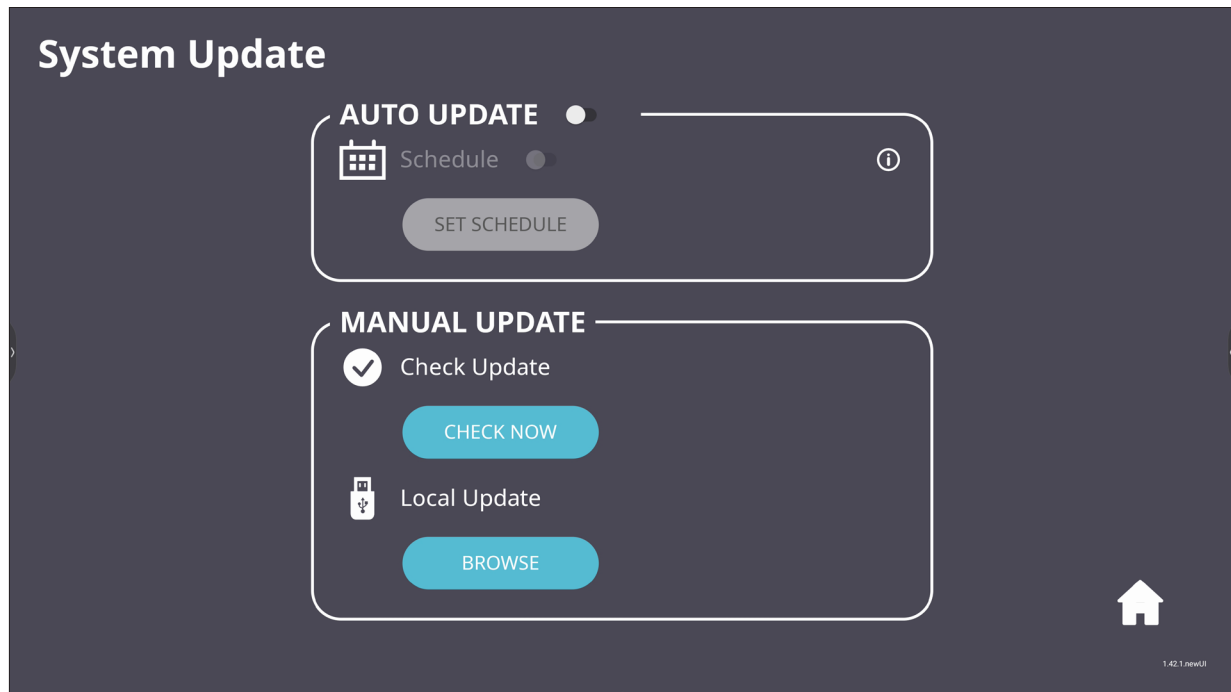 System Update
AUTO UPDATE
Schedule
SET SCHEDULE
MANUAL UPDATE
Check Update
CHECK NOW
Local Update
BROWSE
1.42.1.newUI